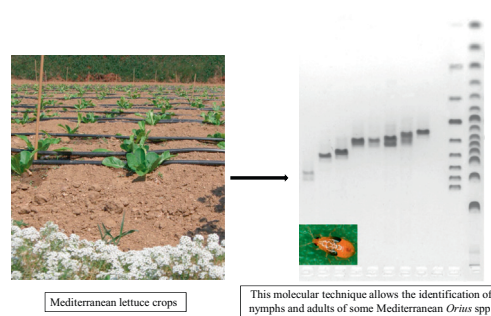 Mediterranean lettuce crops
This molecular technique allows the identification of
nymphs and adults of some Mediterranean Orius spp